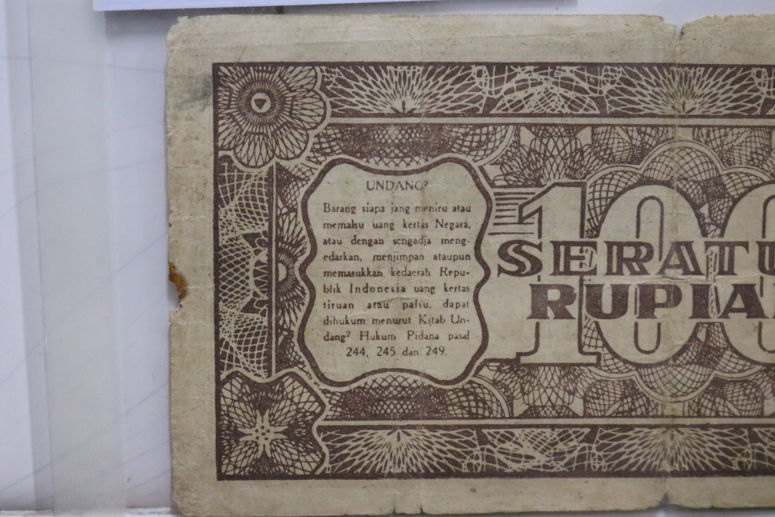 UNDANG²
Barang siapa jang meniru atau
memalsu uang kertas Negara,
atau dengan sengadja meng-
edarkan, menjimpan ataupun
memasukkan kedaerah Repu-
blik Indonesia uang kertas
tiruan atau palsu, dapat
dihukum menurut Kitab Un-
dang² Hukum Pidana pasal
244, 245 dan 249.
100
SERATU
RUPIA